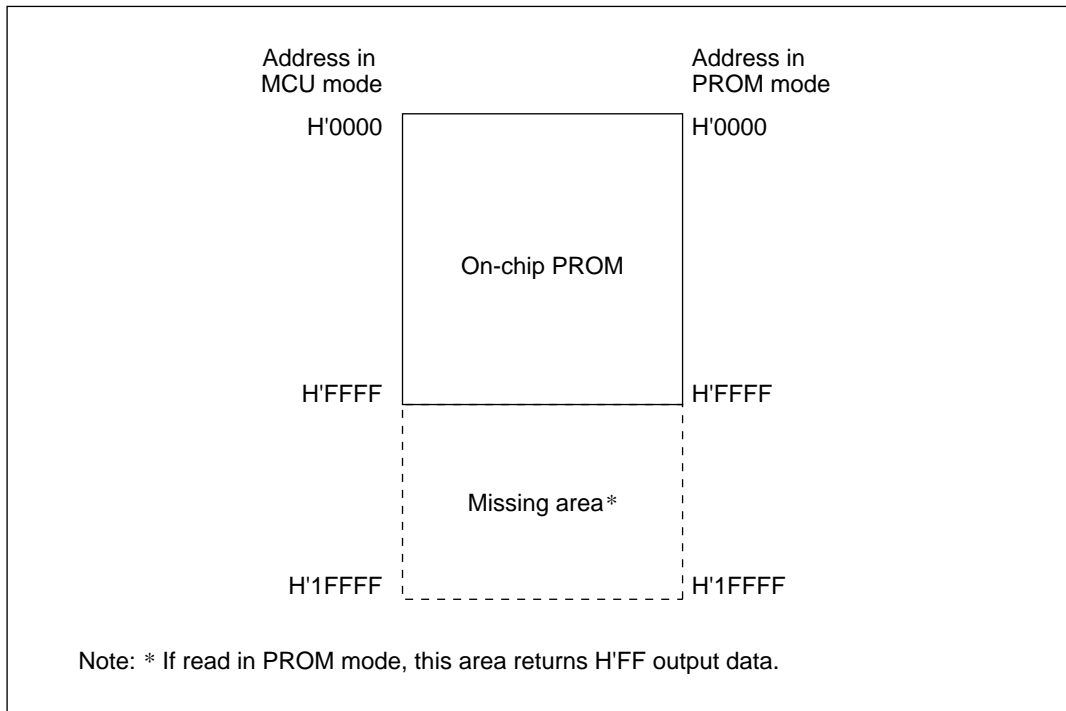 Address in
MCU mode
Address in
PROM mode
H'0000
H'0000
On-chip PROM
H'FFFF
H'FFFF
Missing area*
H'1FFFF
H'1FFFF
Note: * If read in PROM mode, this area returns H'FF output data.